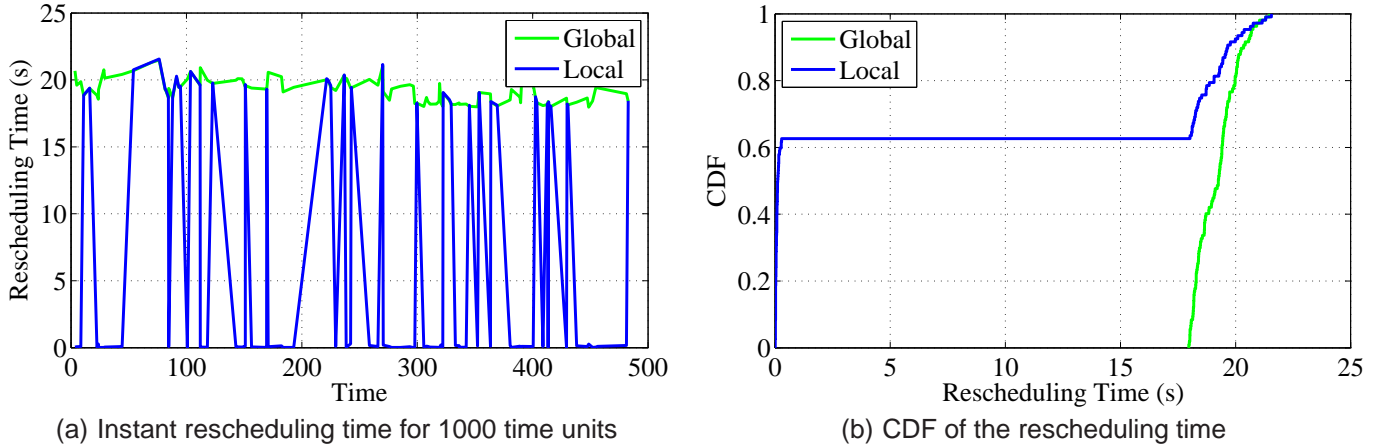 25
20
15
10
5
0
Rescheduling Time (s)
Global
Local
0 100 200 300 400 500
Time
(a) Instant rescheduling time for 1000 time units
1
0.8
0.6
0.4
0.2
0
CDF
Global
Local
0 5 10 15 20 25
Rescheduling Time (s)
(b) CDF of the rescheduling time